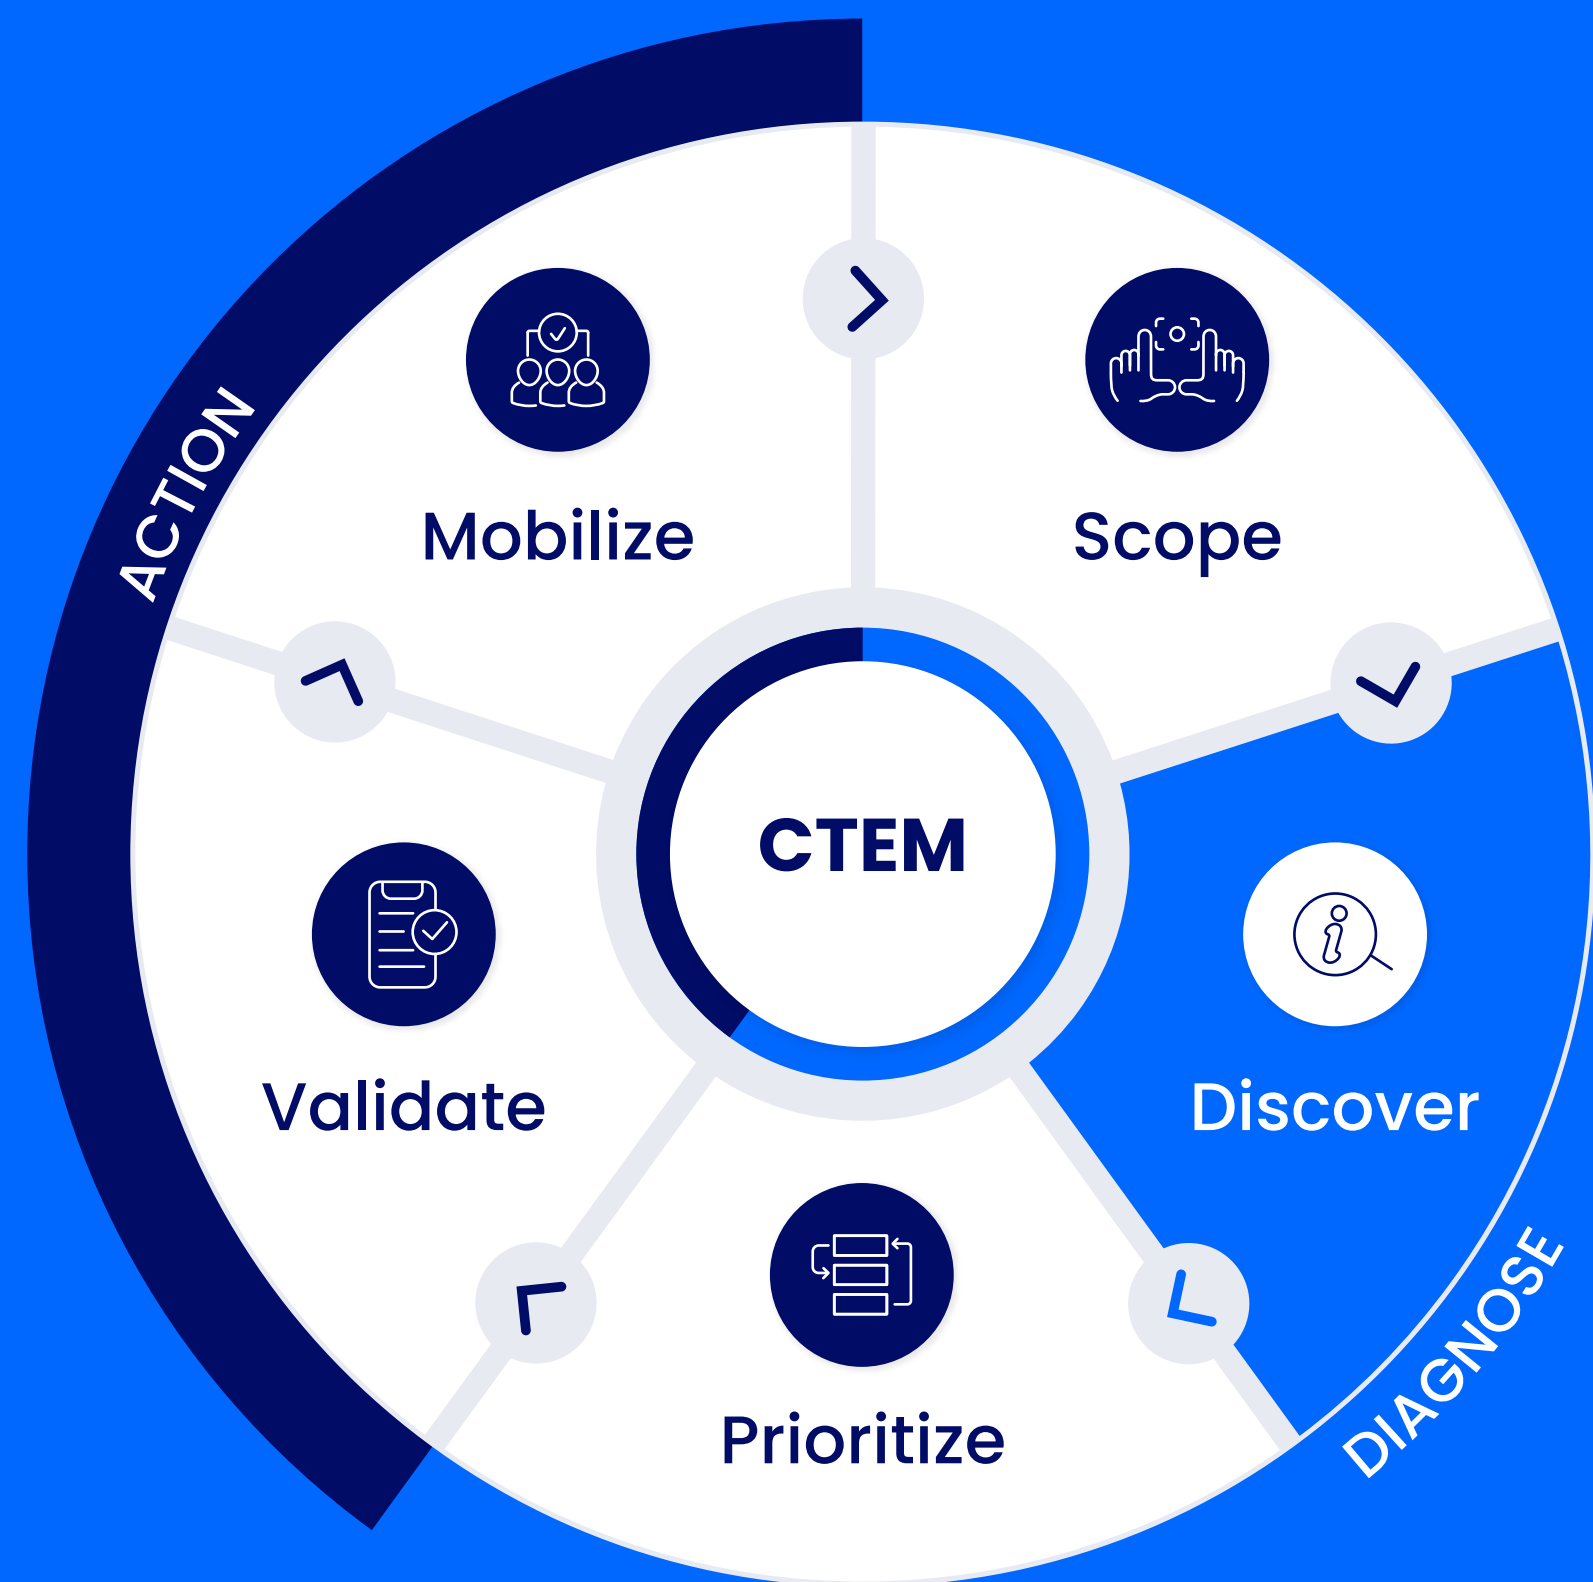 ACTION
Mobilize
Scope
CTEM
Validate
Discover
Prioritize
DIAGNOSE